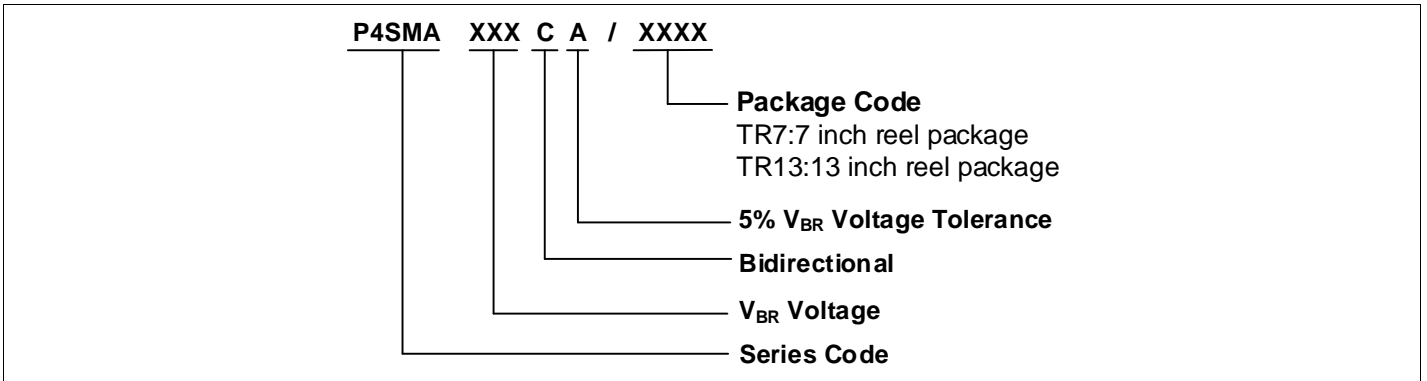 P4SMA XXX C A / XXXX
Package Code
TR7:7 inch reel package
TR13:13 inch reel package
5% VBR Voltage Tolerance
Bidirectional
VBR Voltage
Series Code